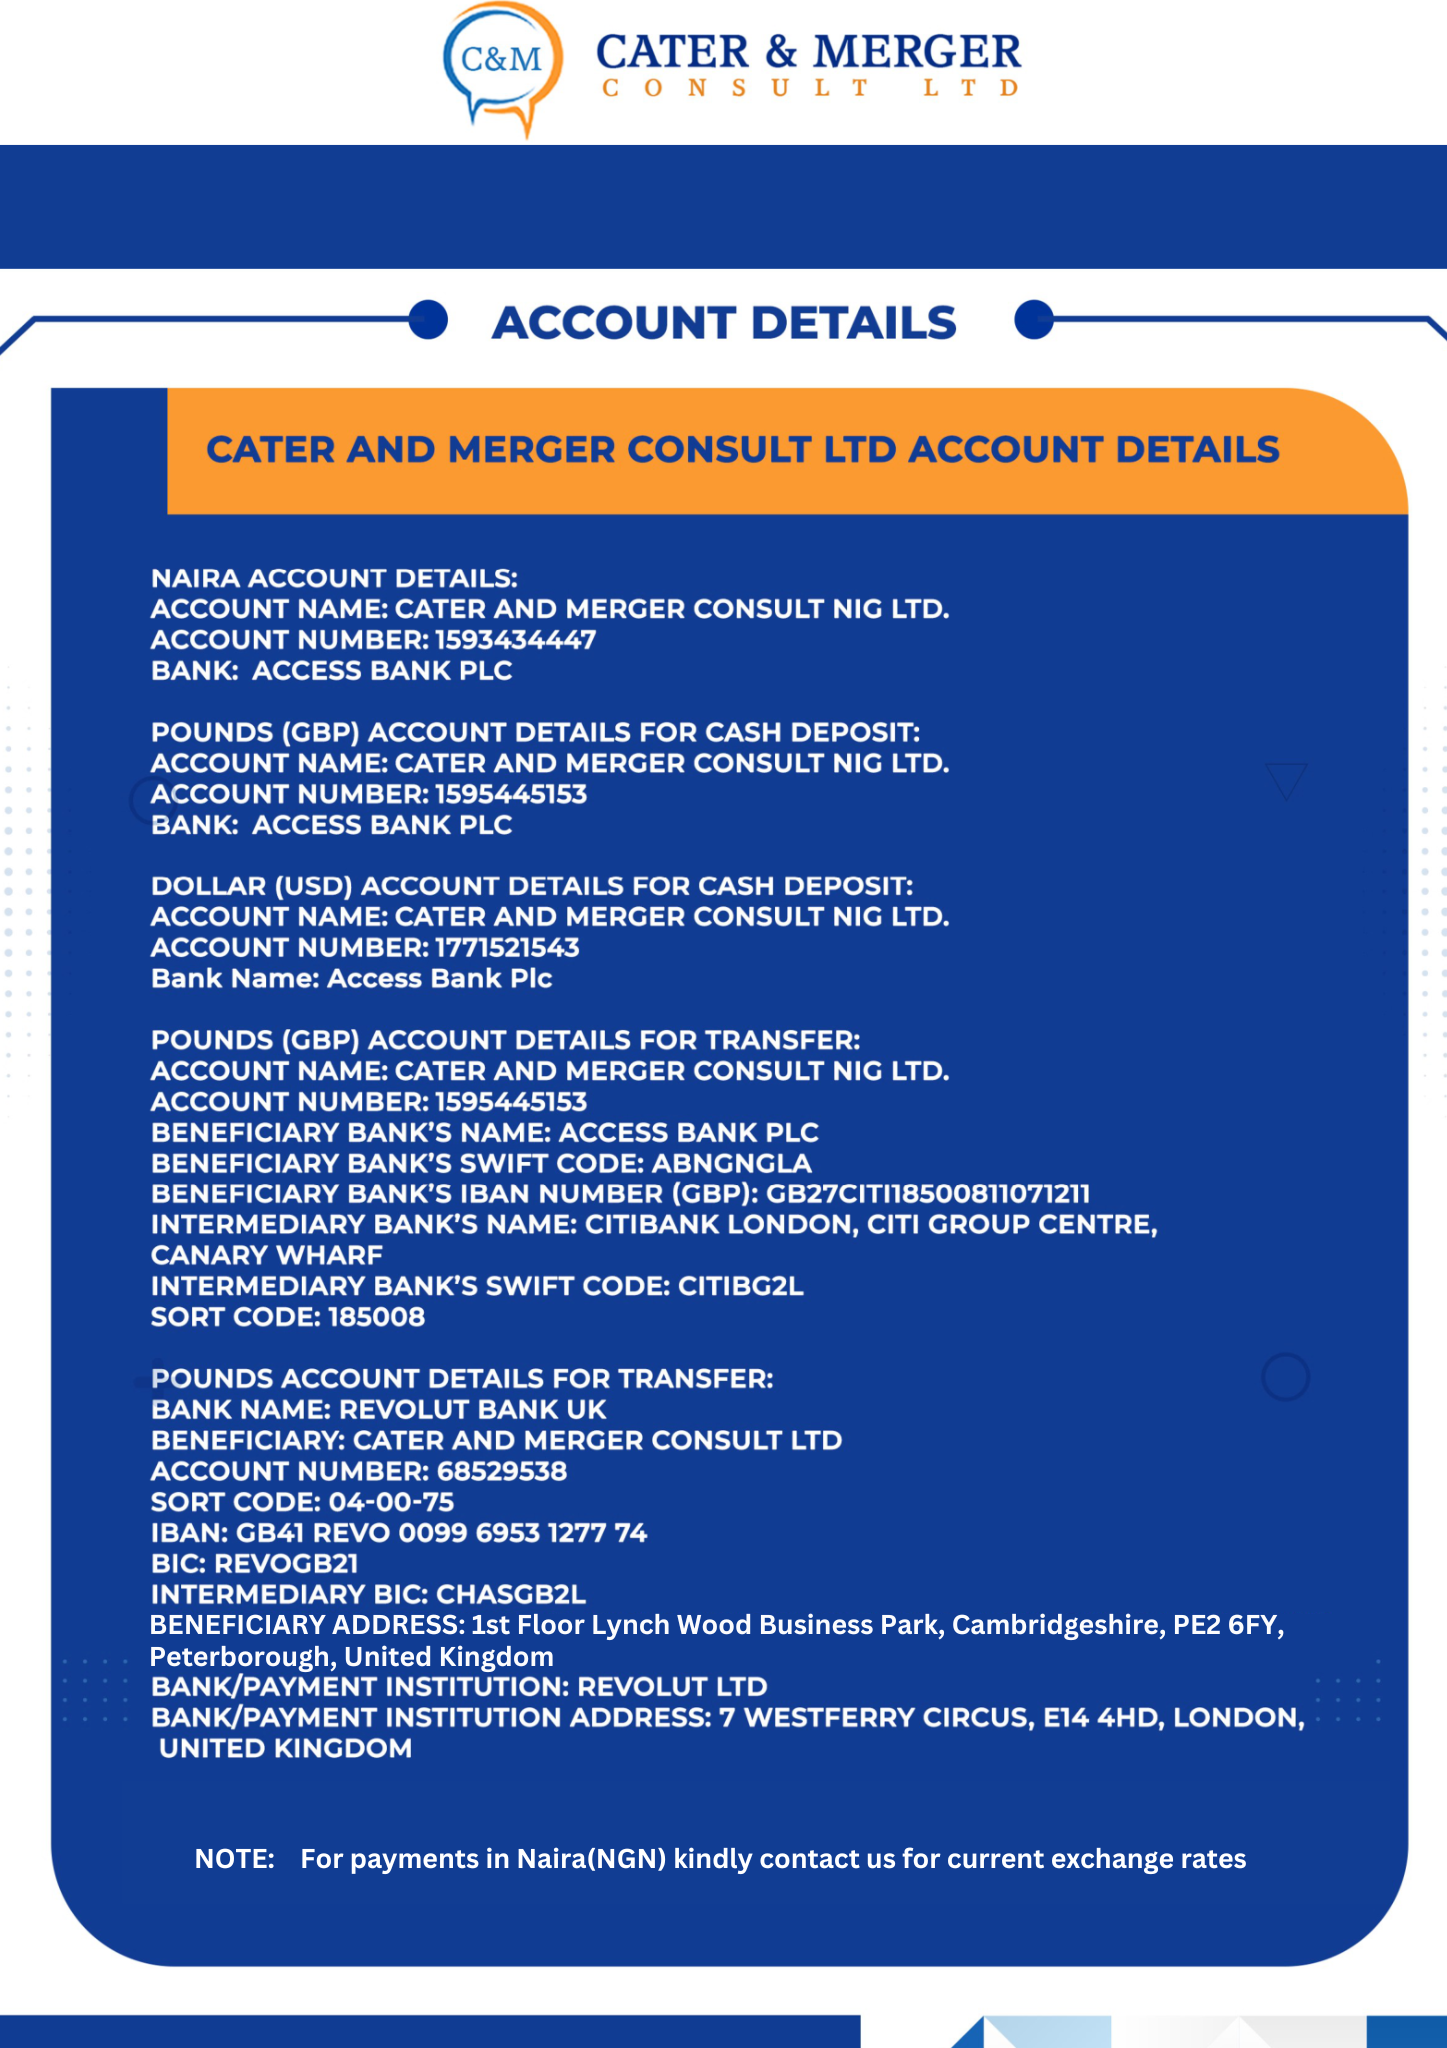 C&M
CATER & MERGER
CONSULT LTD
ACCOUNT DETAILS
CATER AND MERGER CONSULT LTD ACCOUNT DETAILS
NAIRA ACCOUNT DETAILS:
ACCOUNT NAME: CATER AND MERGER CONSULT NIG LTD.
ACCOUNT NUMBER: 1593434447
BANK: ACCESS BANK PLC
POUNDS (GBP) ACCOUNT DETAILS FOR CASH DEPOSIT:
ACCOUNT NAME: CATER AND MERGER CONSULT NIG LTD.
ACCOUNT NUMBER: 1595445153
BANK: ACCESS BANK PLC
DOLLAR (USD) ACCOUNT DETAILS FOR CASH DEPOSIT:
ACCOUNT NAME: CATER AND MERGER CONSULT NIG LTD.
ACCOUNT NUMBER: 1771521543
Bank Name: Access Bank Plc
POUNDS (GBP) ACCOUNT DETAILS FOR TRANSFER:
ACCOUNT NAME: CATER AND MERGER CONSULT NIG LTD.
ACCOUNT NUMBER: 1595445153
BENEFICIARY BANK’S NAME: ACCESS BANK PLC
BENEFICIARY BANK’S SWIFT CODE: ABNGNGLA
BENEFICIARY BANK’S IBAN NUMBER (GBP): GB27CITI18500811071211
INTERMEDIARY BANK’S NAME: CITIBANK LONDON, CITI GROUP CENTRE,
CANARY WHARF
INTERMEDIARY BANK’S SWIFT CODE: CITIBG2L
SORT CODE: 185008
POUNDS ACCOUNT DETAILS FOR TRANSFER:
BANK NAME: REVOLUT BANK UK
BENEFICIARY: CATER AND MERGER CONSULT LTD
ACCOUNT NUMBER: 68529538
SORT CODE: 04-00-75
IBAN: GB41 REVO 0099 6953 1277 74
BIC: REVOGB21
INTERMEDIARY BIC: CHASGB2L
BENEFICIARY ADDRESS: 1st Floor Lynch Wood Business Park, Cambridgeshire, PE2 6FY,
Peterborough, United Kingdom
BANK/PAYMENT INSTITUTION: REVOLUT LTD
BANK/PAYMENT INSTITUTION ADDRESS: 7 WESTFERRY CIRCUS, E14 4HD, LONDON,
UNITED KINGDOM
NOTE: For payments in Naira(NGN) kindly contact us for current exchange rates